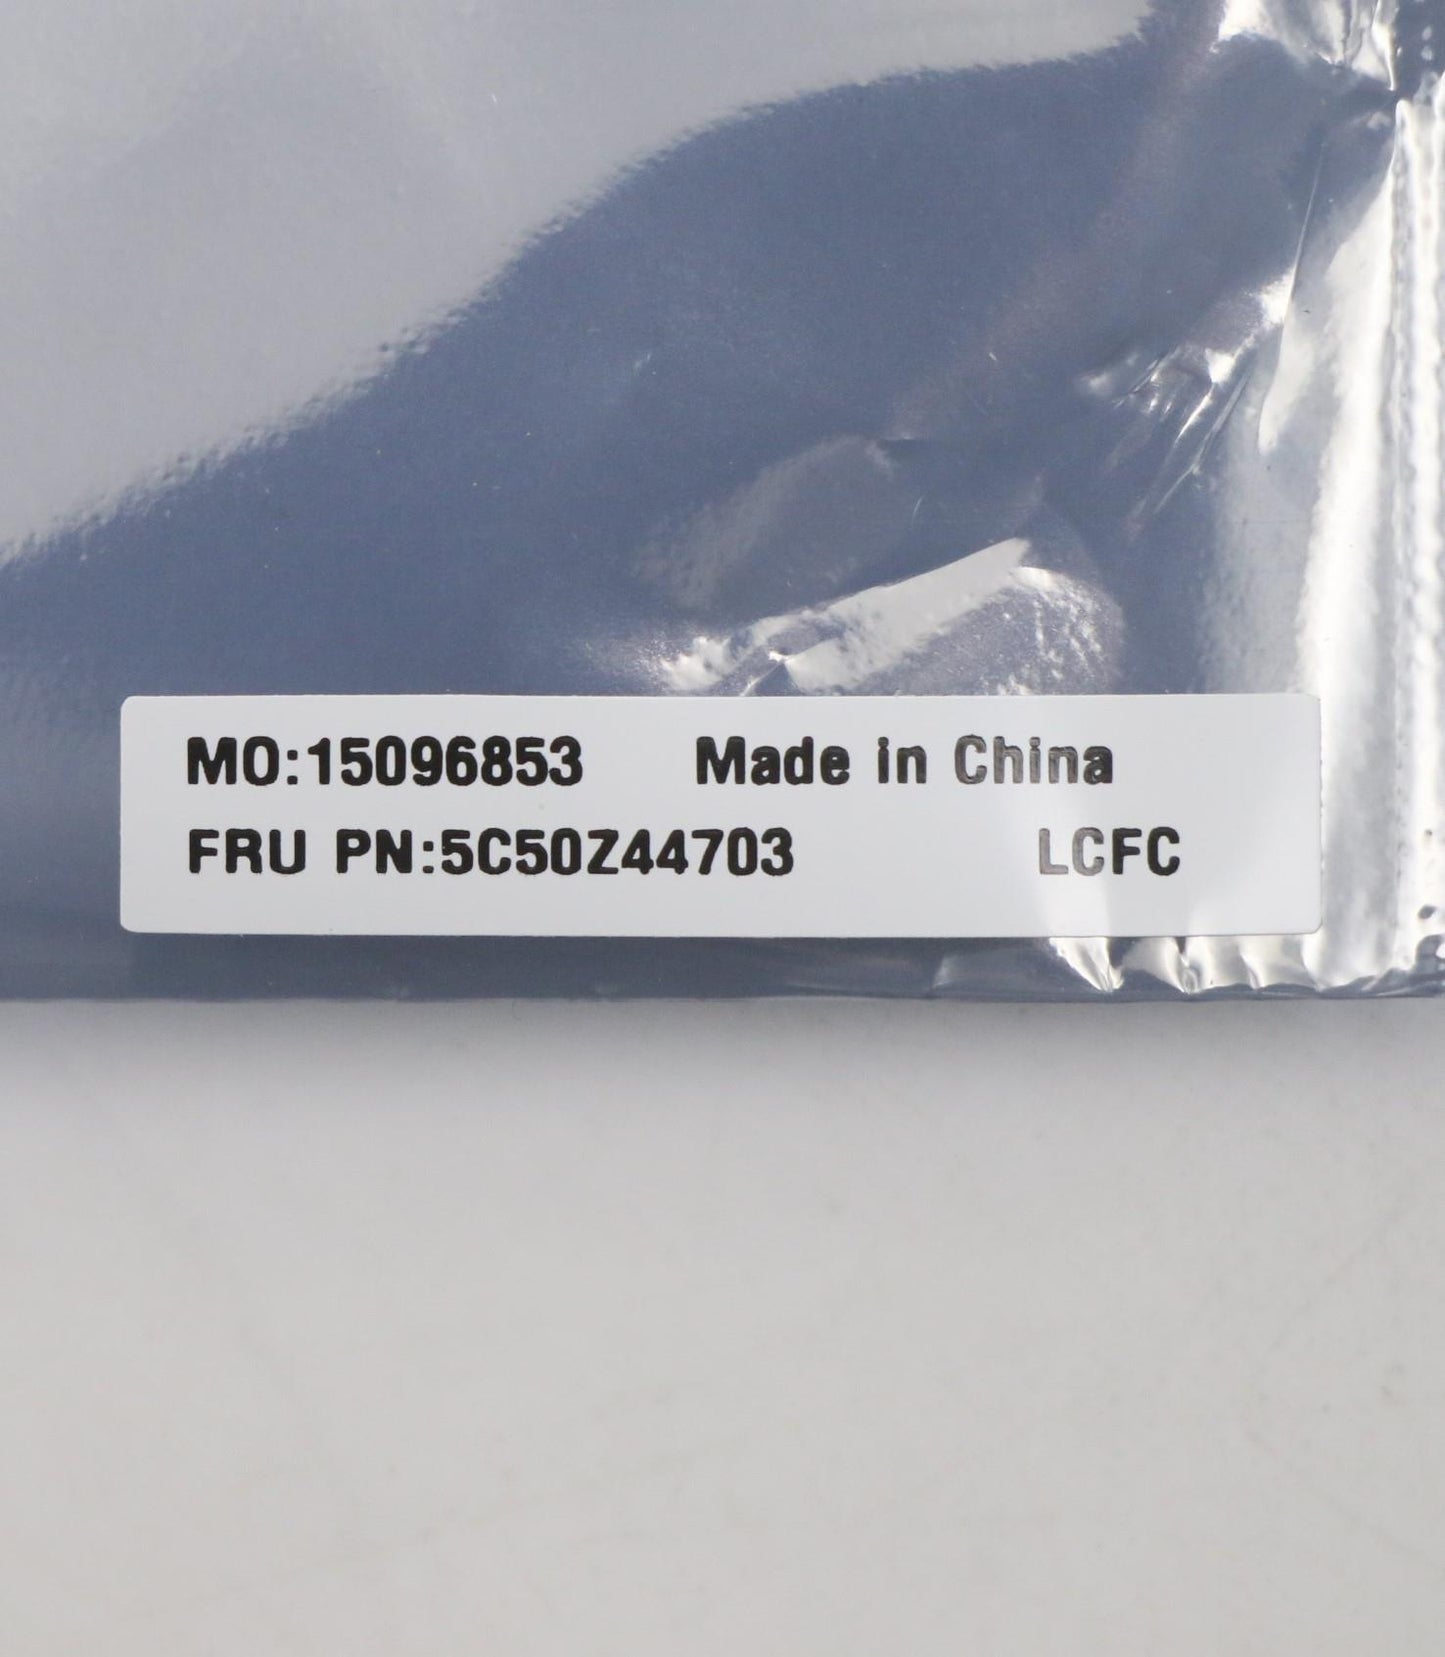 MO:15096853 Made in China
FRU PN:5C50Z44703 LCFC